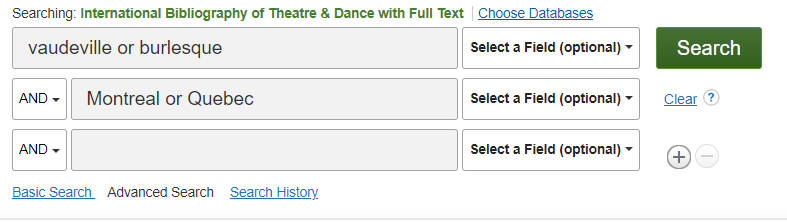 Searching: International Bibliography of Theatre & Dance with Full Text Choose Databases
vaudeville or burlesque Select a Field (optional) Search
AND Montreal or Quebec Select a Field (optional) Clear ?
AND Select a Field (optional)
Basic Search Advanced Search Search History